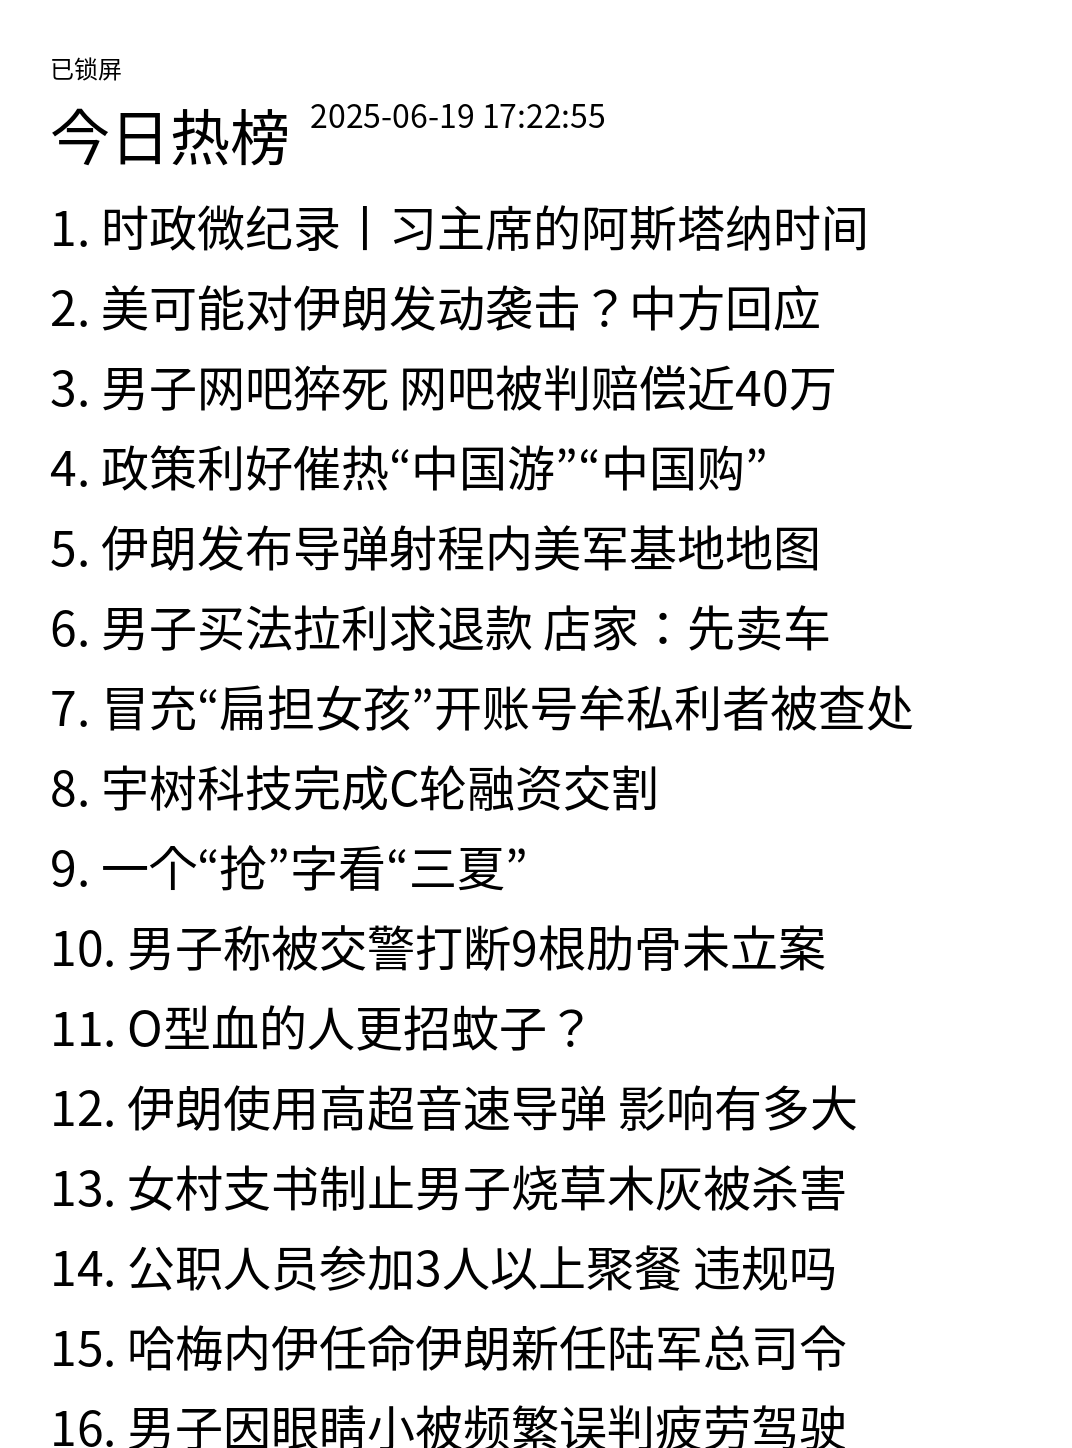 已锁屏
今日热榜 2025-06-19 17:22:55
1. 时政微纪录丨习主席的阿斯塔纳时间
2. 美可能对伊朗发动袭击？中方回应
3. 男子网吧猝死 网吧被判赔偿近40万
4. 政策利好催热“中国游”“中国购”
5. 伊朗发布导弹射程内美军基地地图
6. 男子买法拉利求退款 店家：先卖车
7. 冒充“扁担女孩”开账号牟私利者被查处
8. 宇树科技完成C轮融资交割
9. 一个“抢”字看“三夏”
10. 男子称被交警打断9根肋骨未立案
11. O型血的人更招蚊子？
12. 伊朗使用高超音速导弹 影响有多大
13. 女村支书制止男子烧草木灰被杀害
14. 公职人员参加3人以上聚餐 违规吗
15. 哈梅内伊任命伊朗新任陆军总司令
16. 男子因眼睛小被频繁误判疲劳驾驶